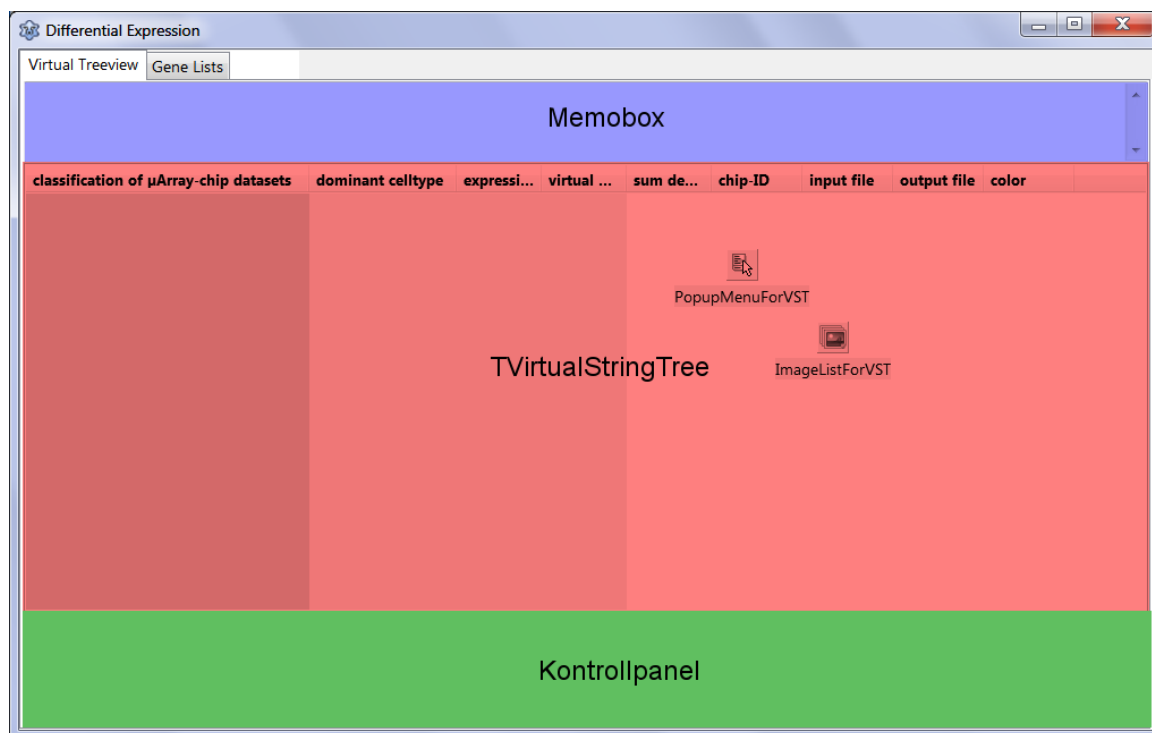 Differential Expression
Virtual Treeview Gene Lists
Memobox
classification of µArray-chip datasets dominant celltype expressi... virtual ... sum de... chip-ID input file output file color
PopupMenuForVST
TVirtualStringTree
ImageListForVST
Kontrollpanel